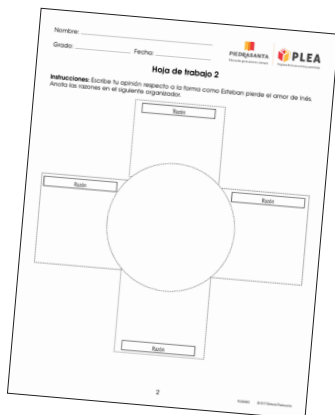 Nombre:
Grado: Fecha:
PIEDRASANTA
PLEA
Hoja de trabajo 2
Instrucciones: Escribe tu opinión respecto a la forma como Esteban pierde el amor de Inés.
Anota las razones en el siguiente organizador.
Razón
Razón
Razón
Razón
2